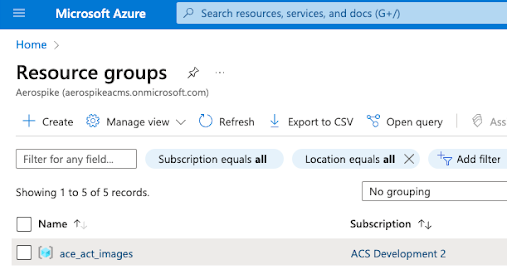 Microsoft Azure
Search resources, services, and docs (G+/)
Home >
Resource groups
...
Aerospike (aerospikeacms.onmicrosoft.com)
+ Create Manage view Refresh Export to CSV Open query Ass
Filter for any field... Subscription equals all Location equals all × Add filter
Showing 1 to 5 of 5 records.
No grouping
Name ↑↓ Subscription ↑↓
ace_act_images ACS Development 2